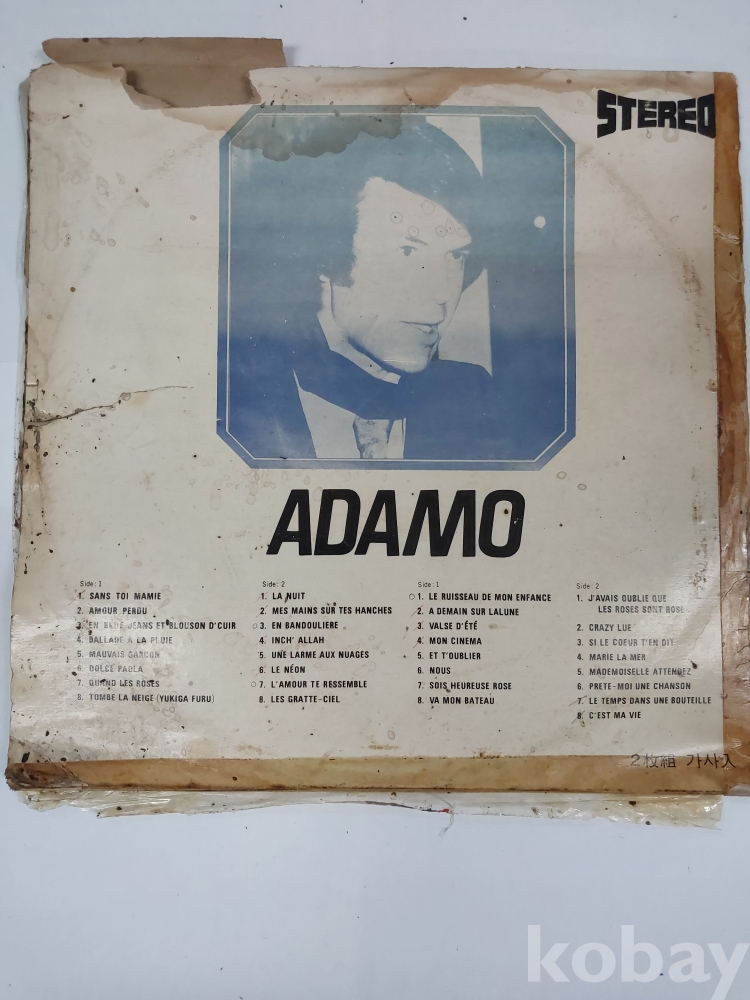 STEREO
ADAMO
Side: 1
1. SANS TOI MAMIE
2. AMOUR PERDU
3. EN BLUE JEANS ET BLOUSON D'CUIR
4. BALLADE A LA PLUIE
5. MAUVAIS GARCON
6. DOLCE PAOLA
7. QUAND LES ROSES
8. TOMBE LA NEIGE (YUKIGA FURU)
Side: 2
1. LA NUIT
2. MES MAINS SUR TES HANCHES
3. EN BANDOULIERE
4. INCH' ALLAH
5. UNE LARME AUX NUAGES
6. LE NÉON
7. L'AMOUR TE RESSEMBLE
8. LES GRATTE-CIEL
Side: 1
1. LE RUISSEAU DE MON ENFANCE
2. A DEMAIN SUR LALUNE
3. VALSE D'ÉTÉ
4. MON CINEMA
5. ET T'OUBLIER
6. NOUS
7. SOIS HEUREUSE ROSE
8. VA MON BATEAU
Side: 2
1. J'AVAIS OUBLIE QUE
LES ROSES SONT ROSE
2. CRAZY LUE
3. SI LE COEUR T'EN DIT
4. MARIE LA MER
5. MADEMOISELLE ATTENDEZ
6. PRETE-MOI UNE CHANSON
7. LE TEMPS DANS UNE BOUTEILLE
8. C'EST MA VIE
2枚組 가사
kobay